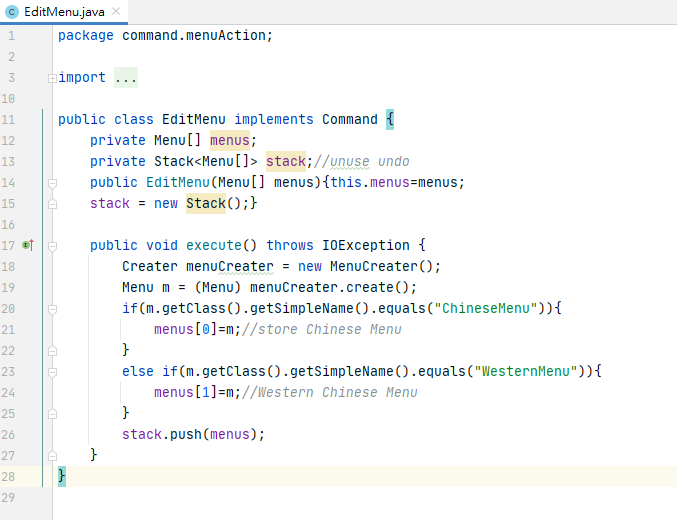 EditMenu.java
1 package command.menuAction;
2
3 import ...
10
11 public class EditMenu implements Command {
12 private Menu[] menus;
13 private Stack<Menu[]> stack;//unuse undo
14 public EditMenu(Menu[] menus){this.menus=menus;
15 stack = new Stack();}
16
17 public void execute() throws IOException {
18 Creater menuCreater = new MenuCreater();
19 Menu m = (Menu) menuCreater.create();
20 if(m.getClass().getSimpleName().equals("ChineseMenu")){
21 menus[0]=m;//store Chinese Menu
22 }
23 else if(m.getClass().getSimpleName().equals("WesternMenu")){
24 menus[1]=m;//Western Chinese Menu
25 }
26 stack.push(menus);
27 }
28 }
29